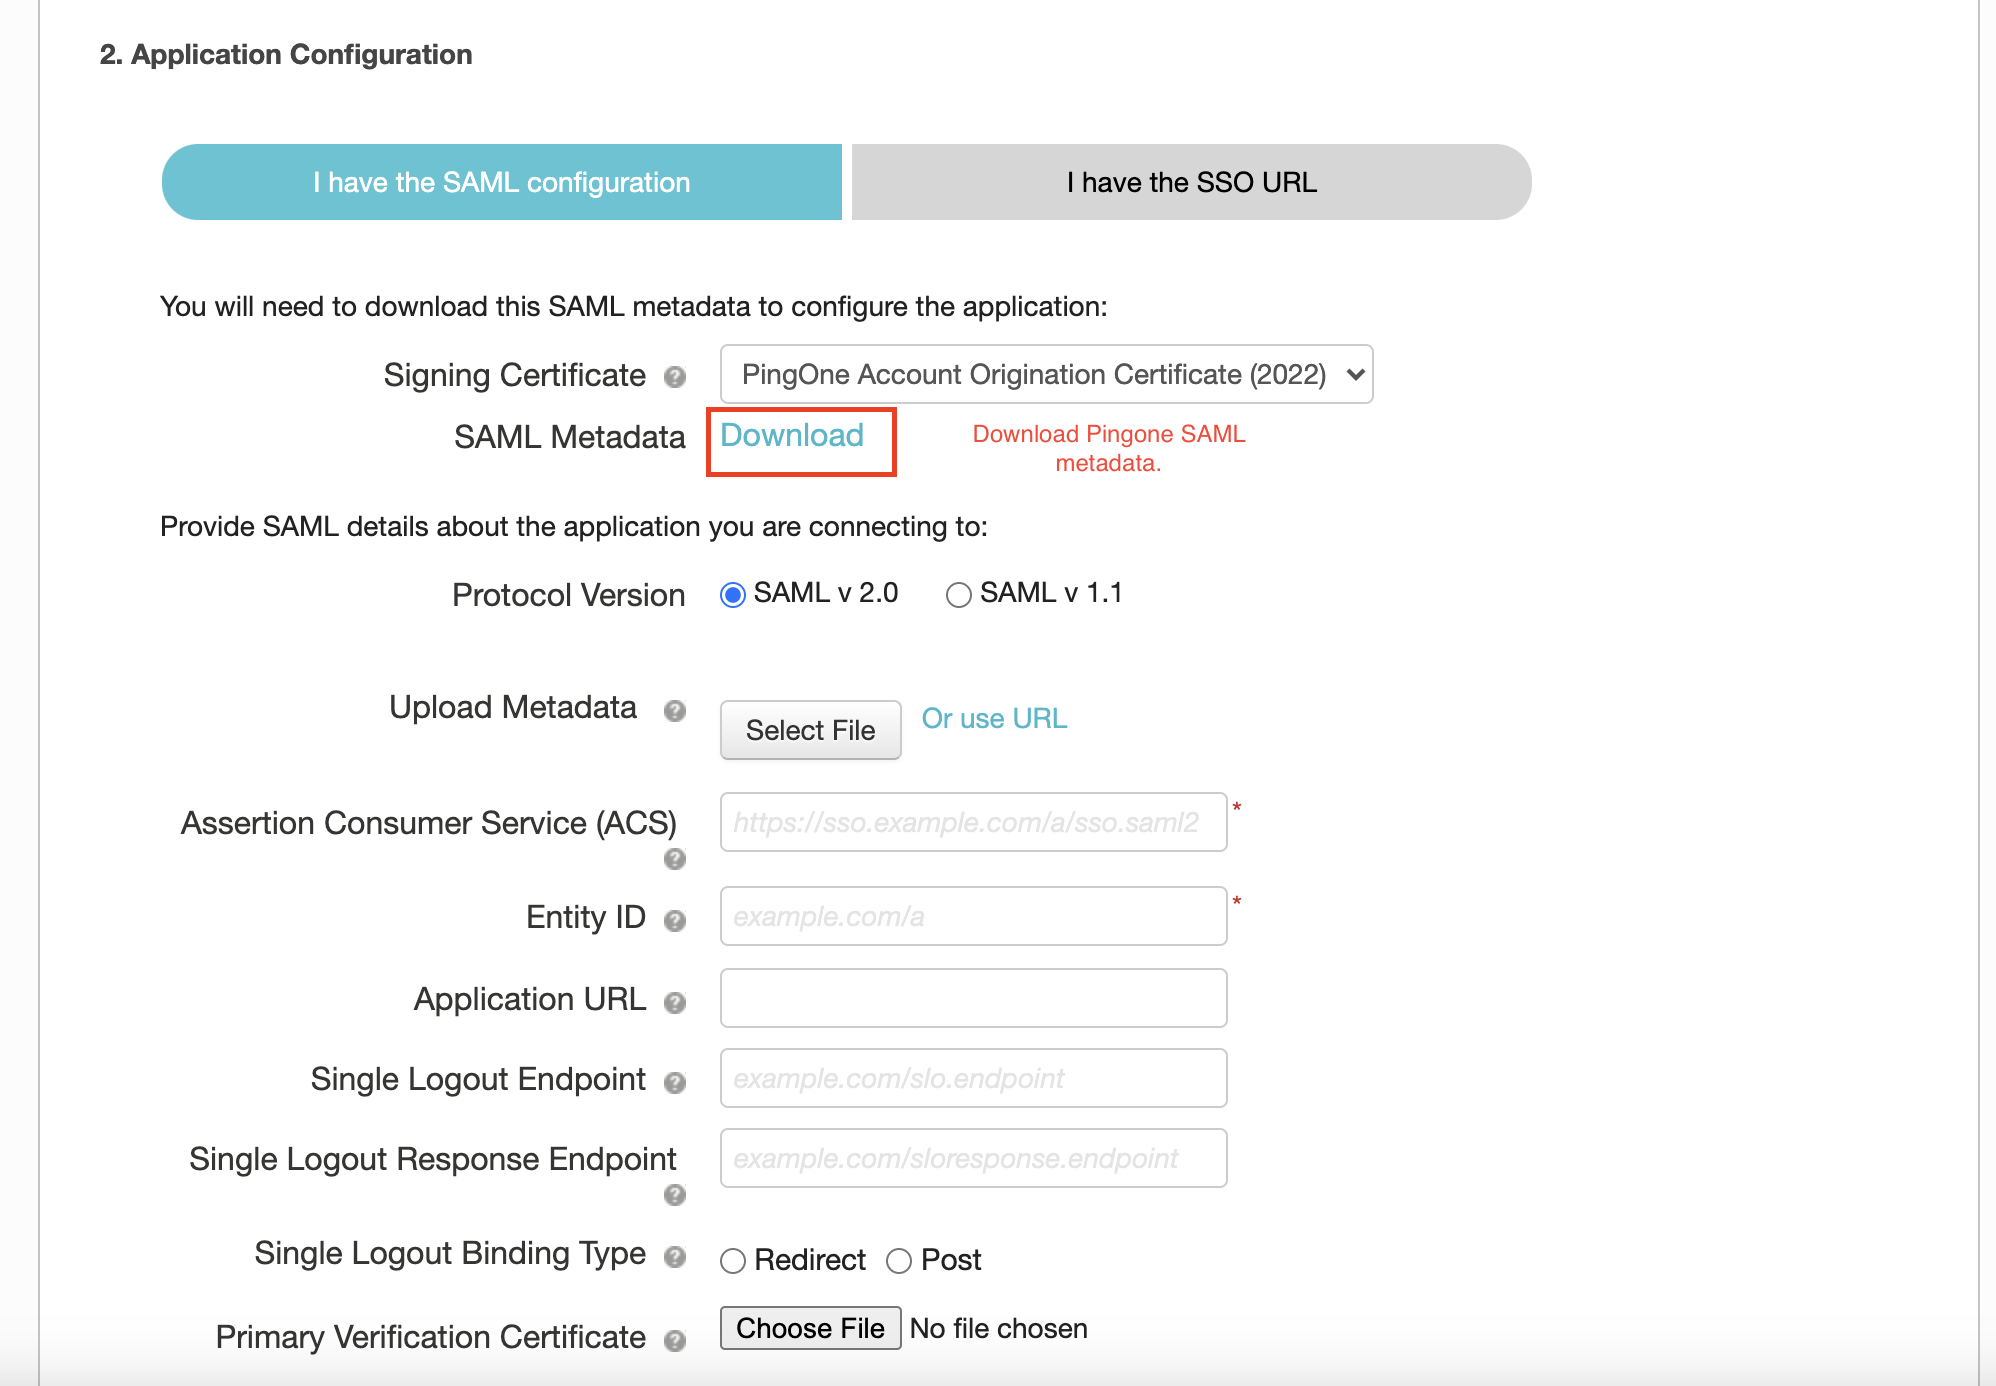 2. Application Configuration
I have the SAML configuration
I have the SSO URL
You will need to download this SAML metadata to configure the application:
Signing Certificate ?
PingOne Account Origination Certificate (2022)
SAML Metadata
Download
Download Pingone SAML
metadata.
Provide SAML details about the application you are connecting to:
Protocol Version
SAML v 2.0
SAML v 1.1
Upload Metadata ?
Select File
Or use URL
Assertion Consumer Service (ACS)
?
https://sso.example.com/a/sso.saml2
*
Entity ID ?
example.com/a
*
Application URL ?
Single Logout Endpoint ?
example.com/slo.endpoint
Single Logout Response Endpoint
?
example.com/sloresponse.endpoint
Single Logout Binding Type ?
Redirect
Post
Primary Verification Certificate ?
Choose File
No file chosen